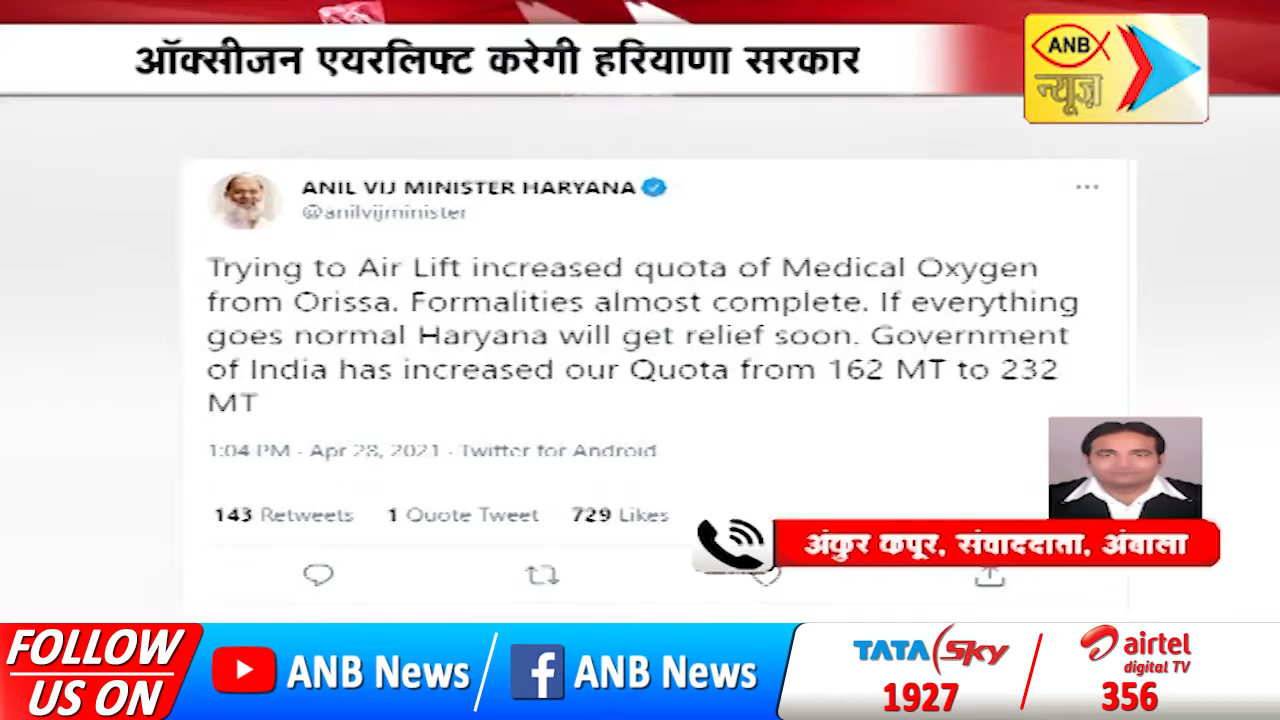 ऑक्सीजन एयरलिफ्ट करेगी हरियाणा सरकार
ANB
न्यूज़
ANIL VIJ MINISTER HARYANA
@anilvijminister
Trying to Air Lift increased quota of Medical Oxygen
from Orissa. Formalities almost complete. If everything
goes normal Haryana will get relief soon. Government
of India has increased our Quota from 162 MT to 232
MT
1:04 PM - Apr 28, 2021 - Twitter for Android
143 Retweets 1 Quote Tweet 729 Likes
अंकुर कपूर, संवाददाता, अंबाला
FOLLOW
US ON
ANB News
ANB News
TATA Sky
1927
airtel
digital TV
356